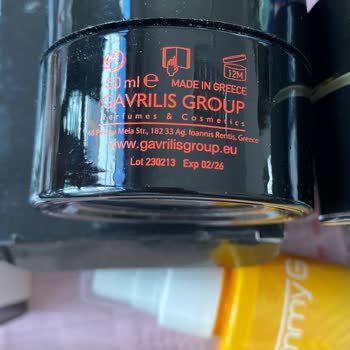 ml e MADE IN GREECE
12M
GAVRILIS GROUP
Perfumes & Cosmetics
Mela Str., 182 33 Ag. Ioannis Rentis, Greece
www.gavrilisgroup.eu
Lot 230213 Exp 02/26